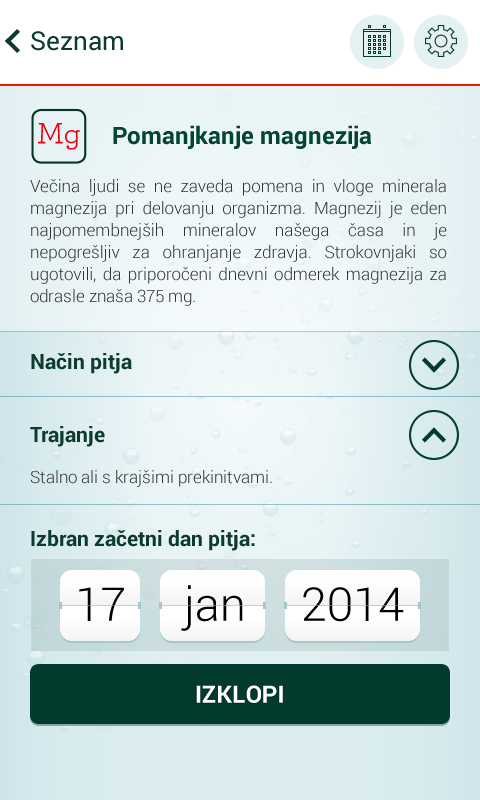 Seznam
Mg
Pomanjkanje magnezija
Večina ljudi se ne zaveda pomena in vloge minerala
magnezija pri delovanju organizma. Magnezij je eden
najpomembnejših mineralov našega časa in je
nepogrešljiv za ohranjanje zdravja. Strokovnjaki so
ugotovili, da priporočeni dnevni odmerek magnezija za
odrasle znaša 375 mg.
Način pitja
Trajanje
Stalno ali s krajšimi prekinitvami.
Izbran začetni dan pitja:
17 jan 2014
IZKLOPI